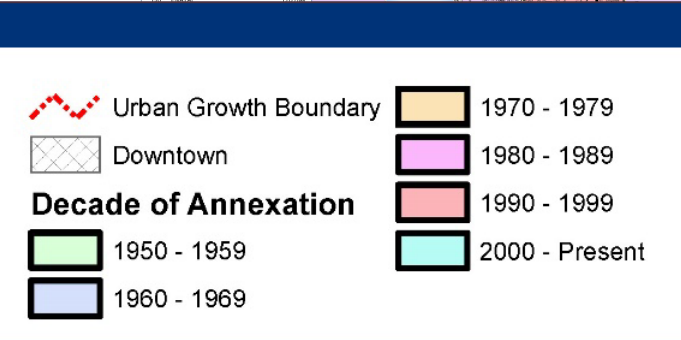 Urban Growth Boundary
Downtown
Decade of Annexation
1950 - 1959
1960 - 1969
1970 - 1979
1980 - 1989
1990 - 1999
2000 - Present